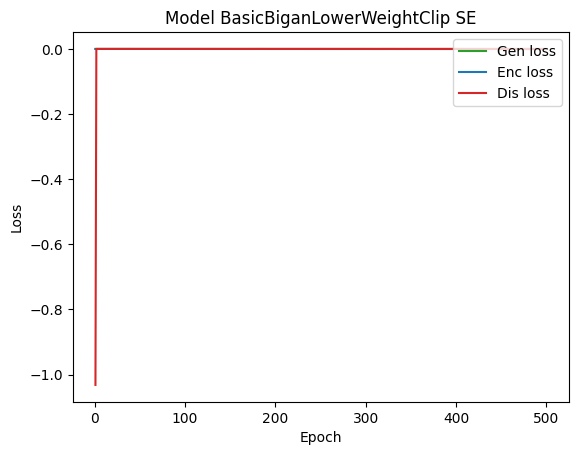 Model BasicBiganLowerWeightClip SE
Gen loss
Enc loss
Dis loss
0.0
−0.2
−0.4
−0.6
−0.8
−1.0
Loss
0 100 200 300 400 500
Epoch